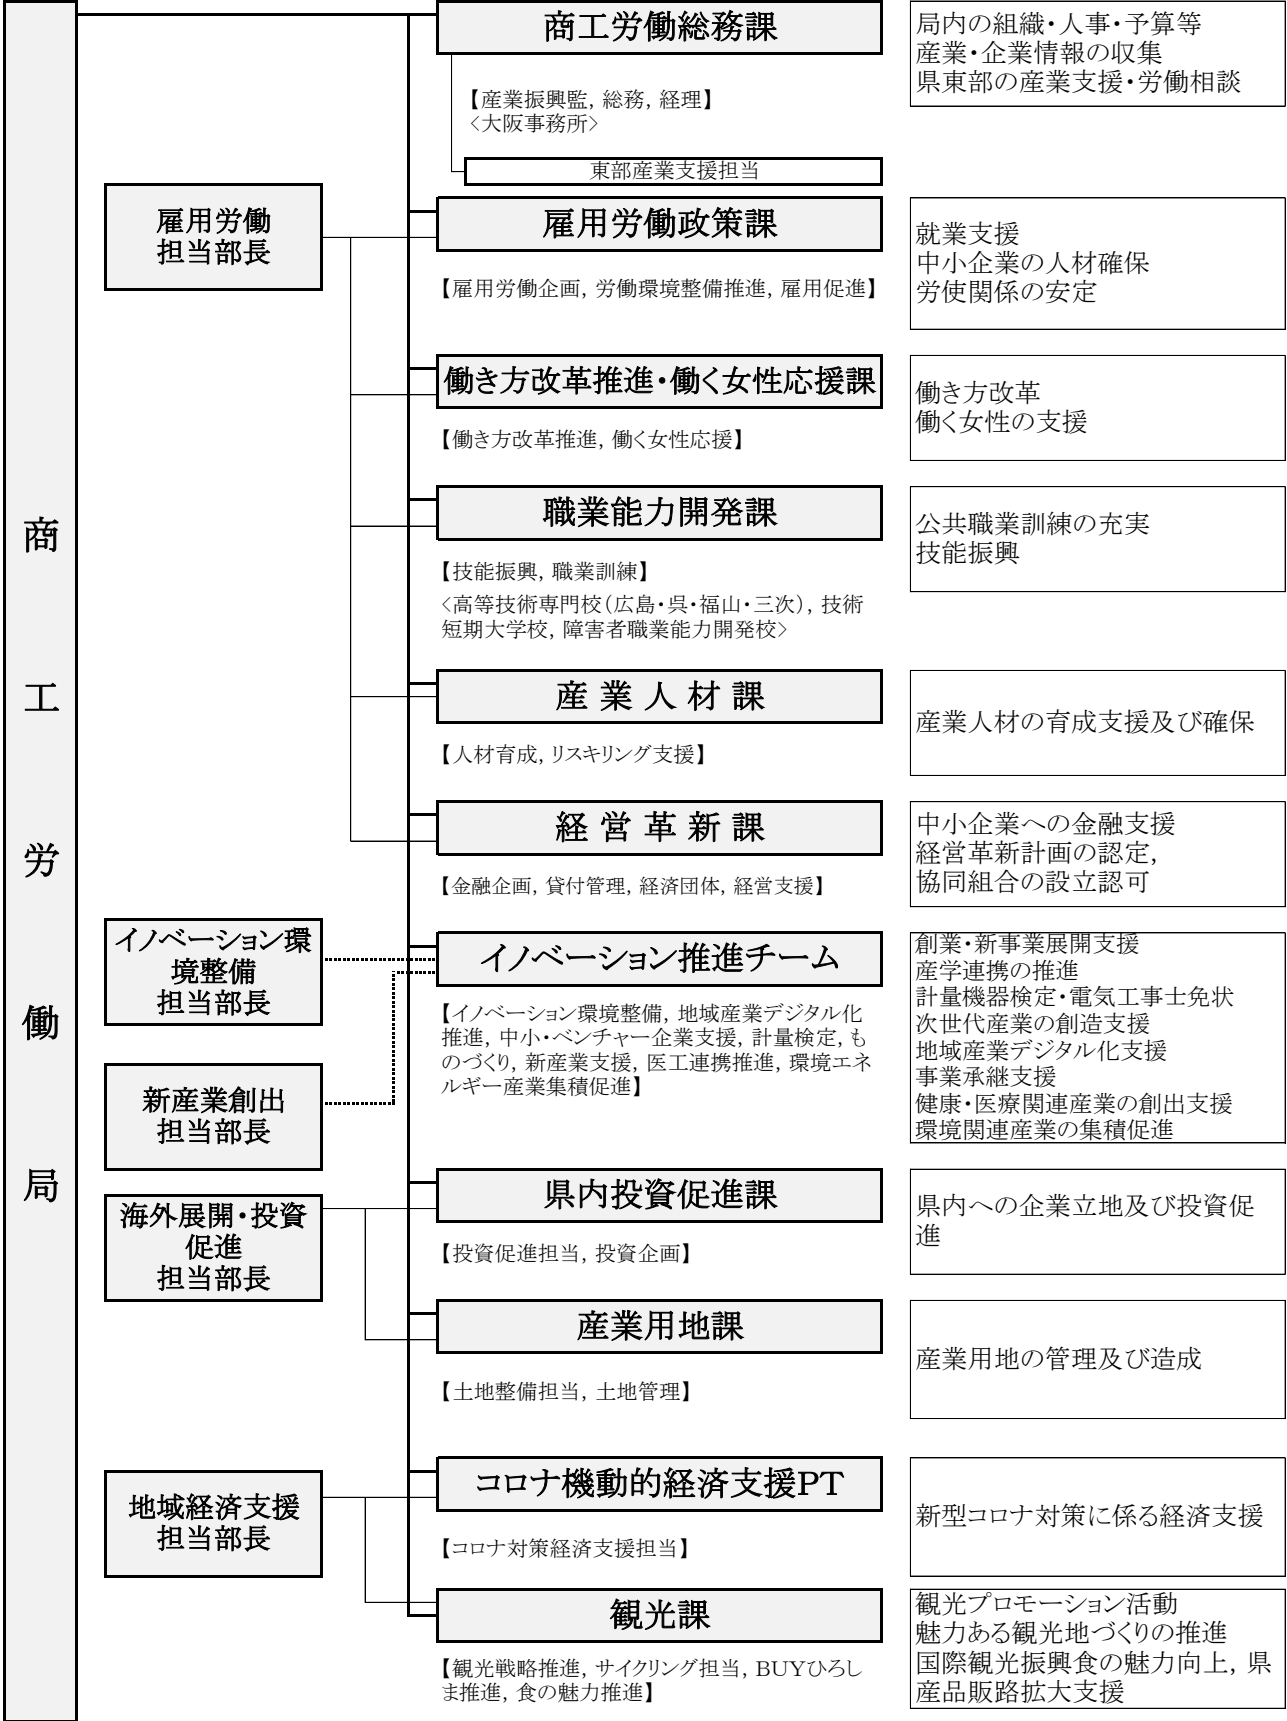 商工労働局
商工労働総務課
【産業振興監, 総務, 経理】
<大阪事務所>
東部産業支援担当
局内の組織・人事・予算等
産業・企業情報の収集
県東部の産業支援・労働相談
雇用労働
担当部長
雇用労働政策課
【雇用労働企画, 労働環境整備推進, 雇用促進】
就業支援
中小企業の人材確保
労使関係の安定
働き方改革推進・働く女性応援課
【働き方改革推進, 働く女性応援】
働き方改革
働く女性の支援
職業能力開発課
【技能振興, 職業訓練】
<高等技術専門校(広島・呉・福山・三次), 技術
短期大学校, 障害者職業能力開発校>
公共職業訓練の充実
技能振興
産業人材課
【人材育成, リスキリング支援】
産業人材の育成支援及び確保
経営革新課
【金融企画, 貸付管理, 経済団体, 経営支援】
中小企業への金融支援
経営革新計画の認定,
協同組合の設立認可
イノベーション環
境整備
担当部長
新産業創出
担当部長
イノベーション推進チーム
【イノベーション環境整備, 地域産業デジタル化
推進, 中小・ベンチャー企業支援, 計量検定, も
のづくり, 新産業支援, 医工連携推進, 環境エネ
ルギー産業集積促進】
創業・新事業展開支援
産学連携の推進
計量機器検定・電気工事士免状
次世代産業の創造支援
地域産業デジタル化支援
事業承継支援
健康・医療関連産業の創出支援
環境関連産業の集積促進
海外展開・投資
促進
担当部長
県内投資促進課
【投資促進担当, 投資企画】
県内への企業立地及び投資促
進
産業用地課
【土地整備担当, 土地管理】
産業用地の管理及び造成
地域経済支援
担当部長
コロナ機動的経済支援PT
【コロナ対策経済支援担当】
新型コロナ対策に係る経済支援
観光課
【観光戦略推進, サイクリング担当, BUYひろし
ま推進, 食の魅力推進】
観光プロモーション活動
魅力ある観光地づくりの推進
国際観光振興食の魅力向上, 県
産品販路拡大支援